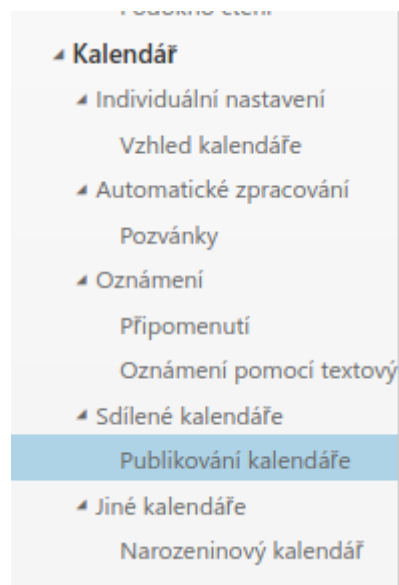 Kalendář
Individuální nastavení
Vzhled kalendáře
Automatické zpracování
Pozvánky
Oznámení
Připomenutí
Oznámení pomocí textový
Sdílené kalendáře
Publikování kalendáře
Jiné kalendáře
Narozeninový kalendář